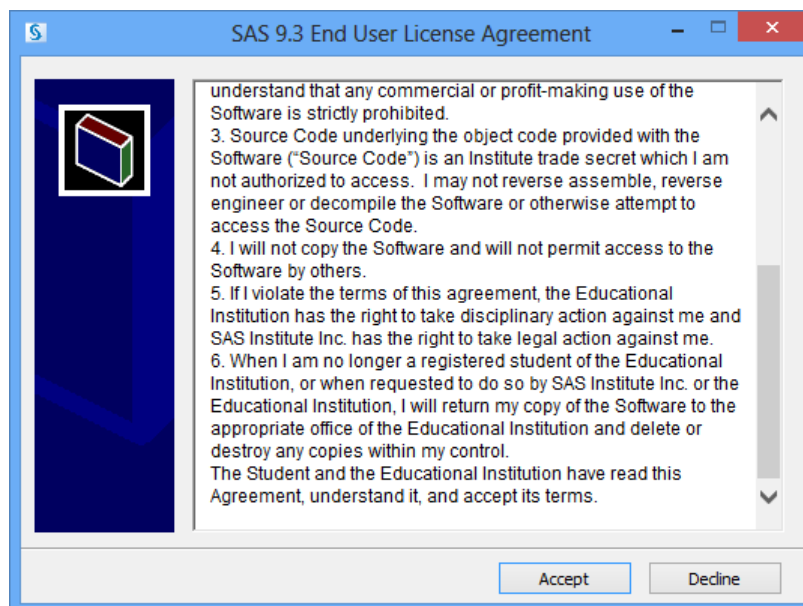 SAS 9.3 End User License Agreement
understand that any commercial or profit-making use of the
Software is strictly prohibited.
3. Source Code underlying the object code provided with the
Software (“Source Code”) is an Institute trade secret which I am
not authorized to access.  I may not reverse assemble, reverse
engineer or decompile the Software or otherwise attempt to
access the Source Code.
4. I will not copy the Software and will not permit access to the
Software by others.
5. If I violate the terms of this agreement, the Educational
Institution has the right to take disciplinary action against me and
SAS Institute Inc. has the right to take legal action against me.
6. When I am no longer a registered student of the Educational
Institution, or when requested to do so by SAS Institute Inc. or the
Educational Institution, I will return my copy of the Software to the
appropriate office of the Educational Institution and delete or
destroy any copies within my control.
The Student and the Educational Institution have read this
Agreement, understand it, and accept its terms.
Accept
Decline